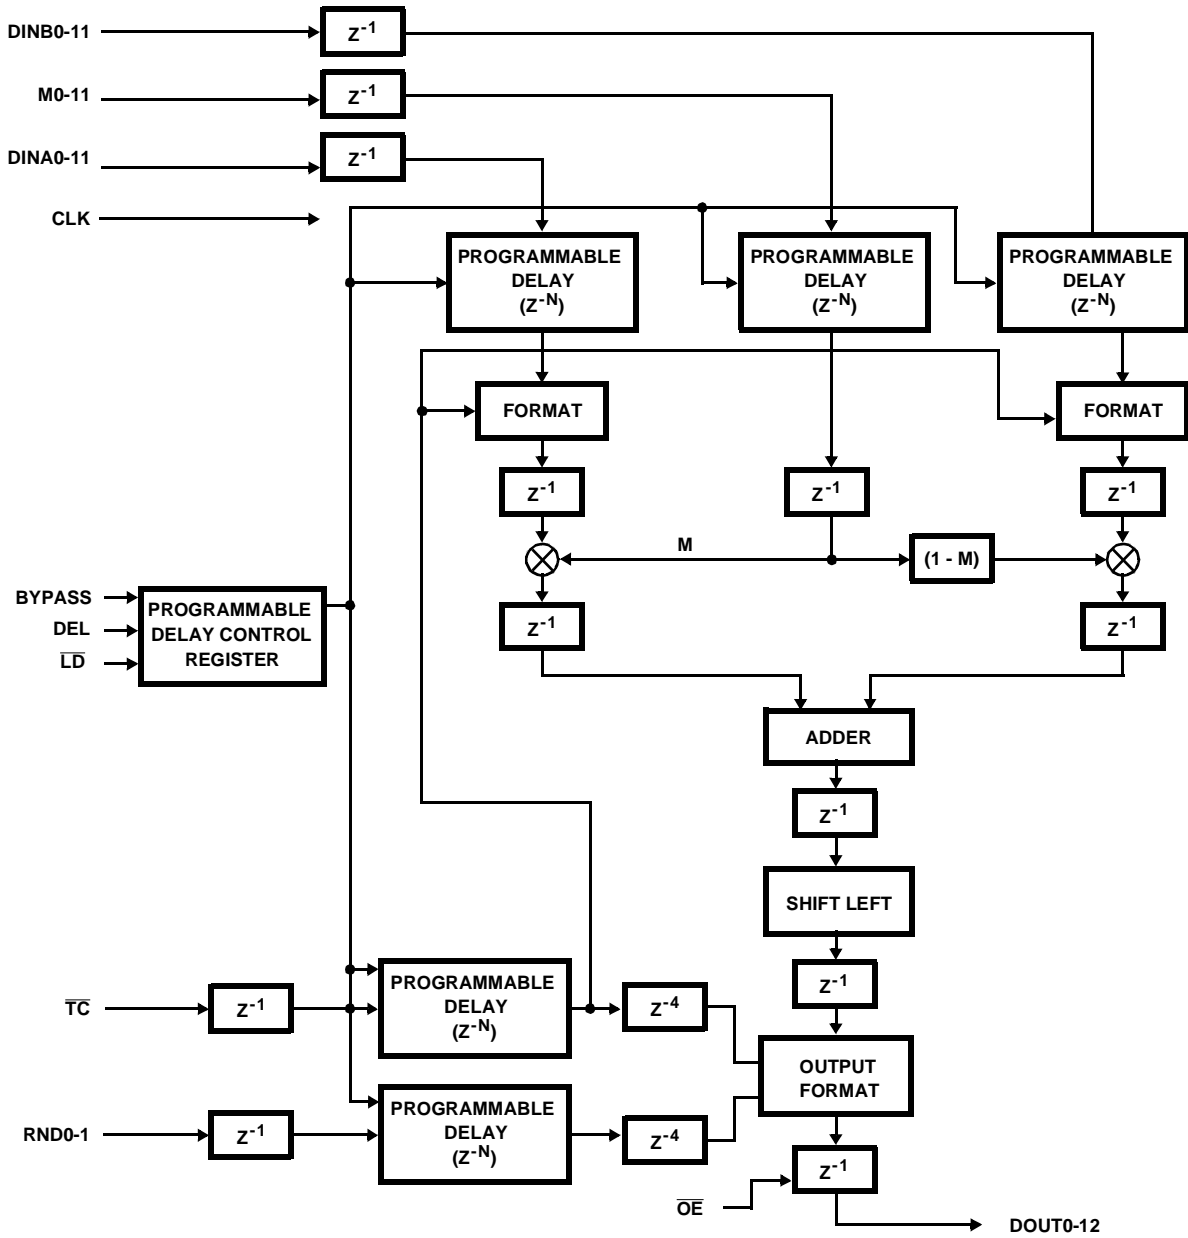 DINB0-11
Z-1
M0-11
Z-1
DINA0-11
Z-1
CLK
PROGRAMMABLE
DELAY
(Z-N)
PROGRAMMABLE
DELAY
(Z-N)
PROGRAMMABLE
DELAY
(Z-N)
FORMAT
FORMAT
Z-1
Z-1
Z-1
M
(1 - M)
BYPASS
DEL
LD
PROGRAMMABLE
DELAY CONTROL
REGISTER
Z-1
Z-1
ADDER
Z-1
SHIFT LEFT
Z-1
TC
Z-1
PROGRAMMABLE
DELAY
(Z-N)
Z-4
OUTPUT
FORMAT
RND0-1
Z-1
PROGRAMMABLE
DELAY
(Z-N)
Z-4
Z-1
OE
DOUT0-12